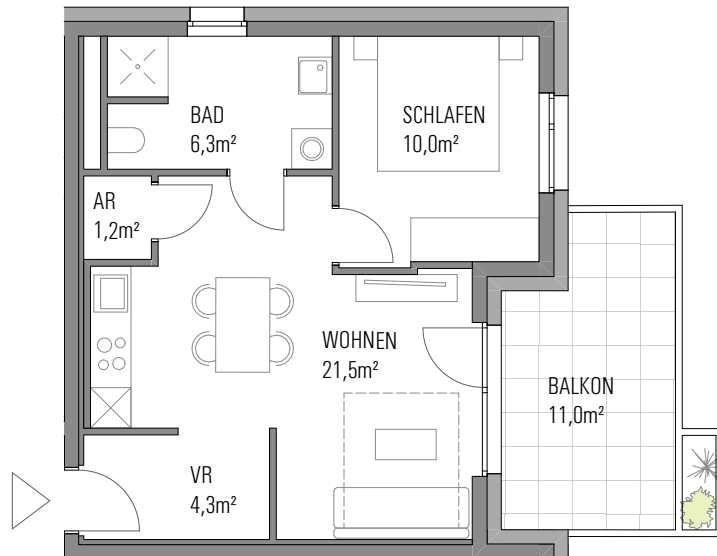 BAD
6,3m²
SCHLAFEN
10,0m²
AR
1,2m²
WOHNEN
21,5m²
BALKON
11,0m²
VR
4,3m²